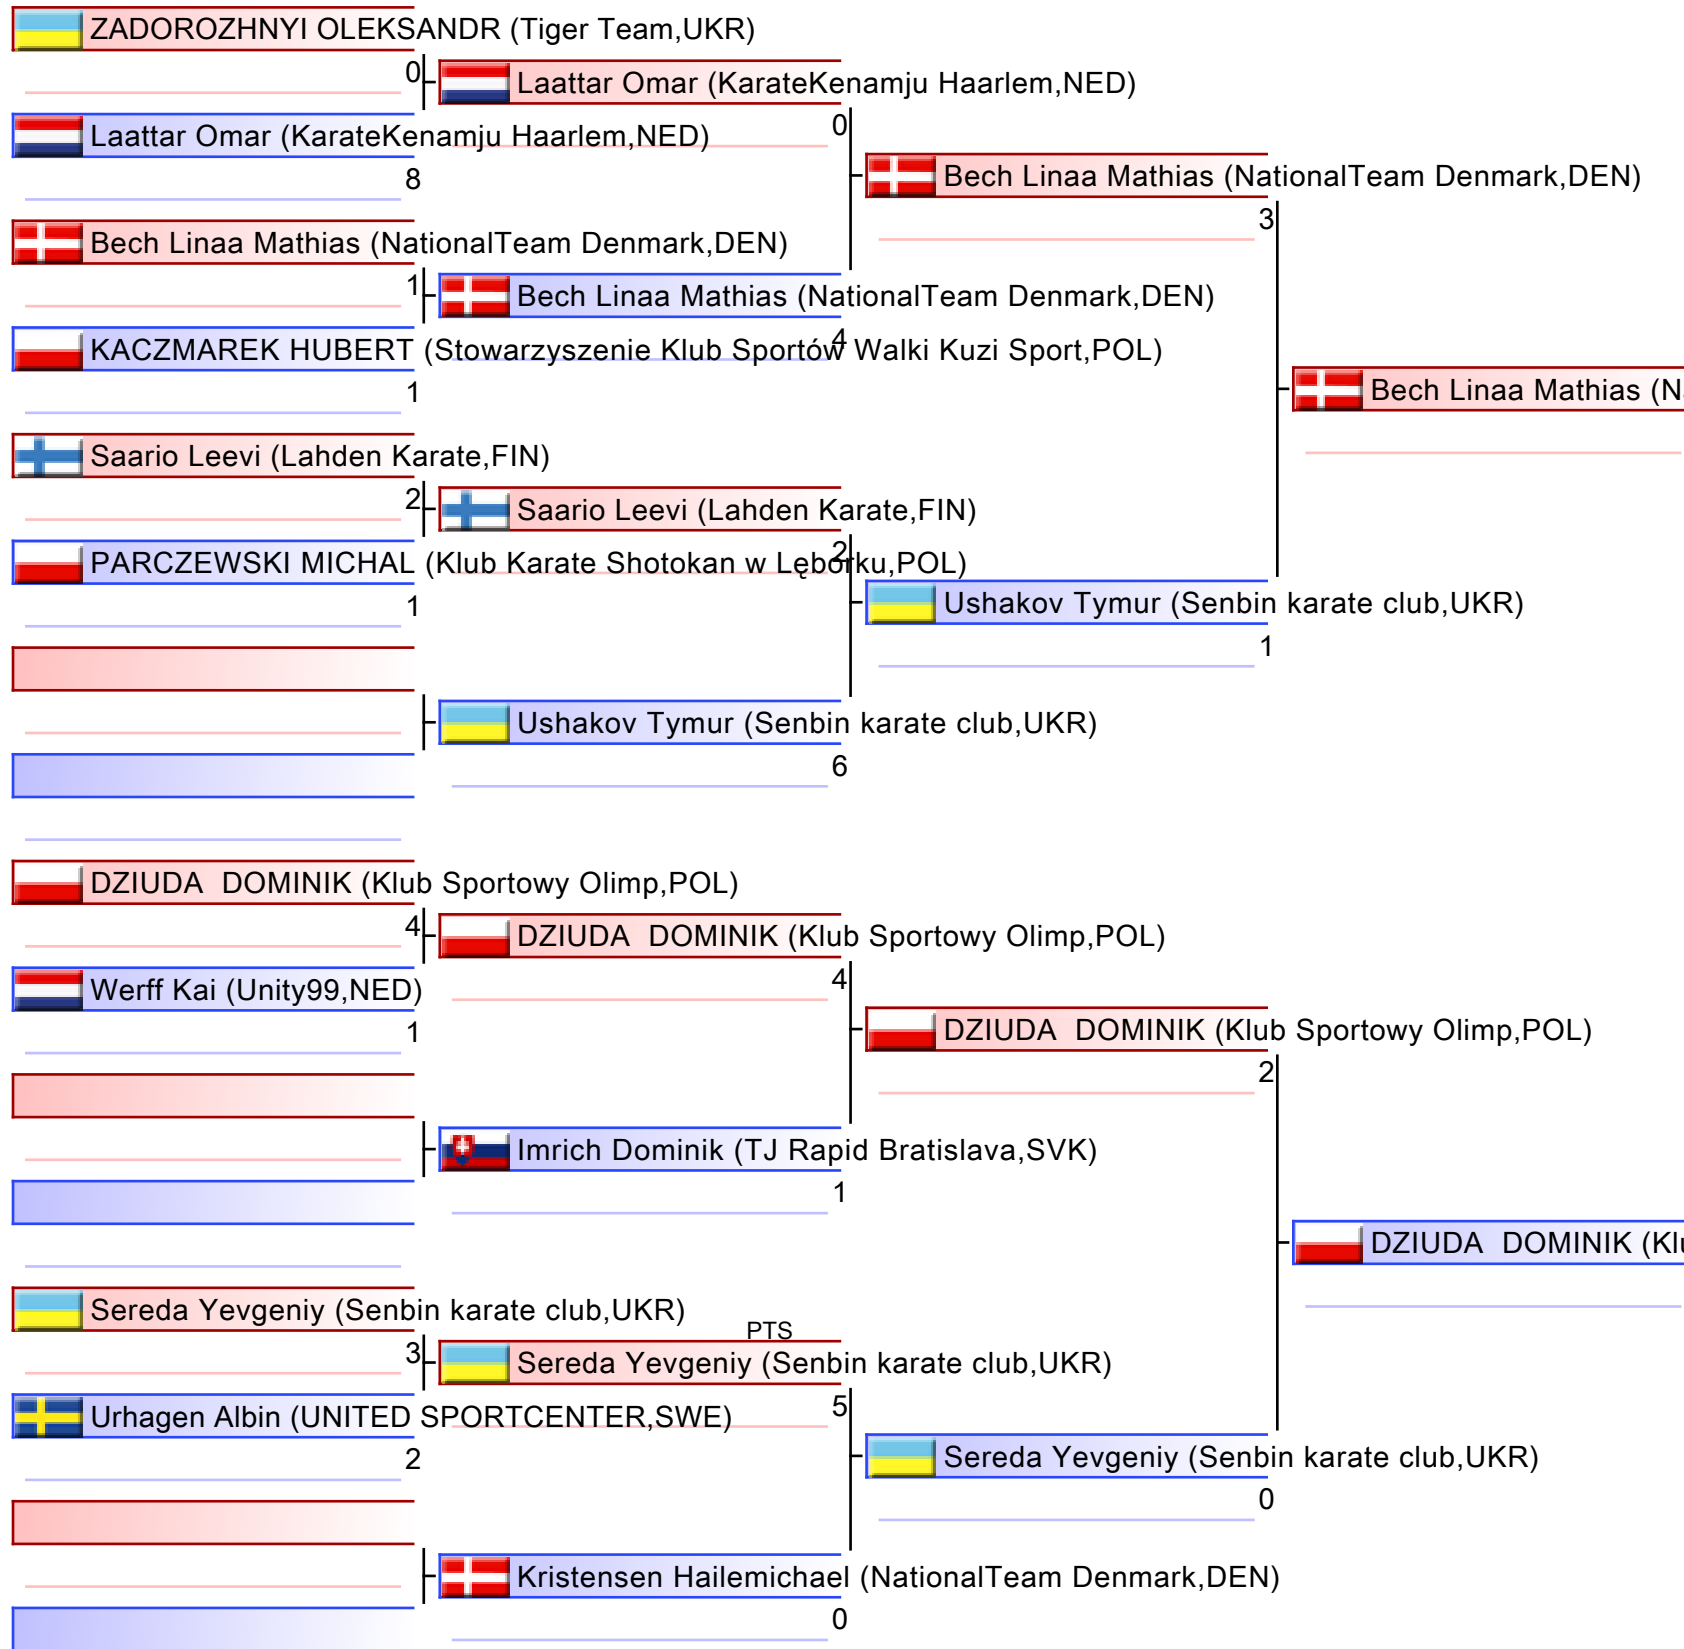 ZADOROZHNYI OLEKSANDR (Tiger Team,UKR)
0
Laattar Omar (KarateKenamju Haarlem,NED)
Laattar Omar (KarateKenamju Haarlem,NED)
0
8
Bech Linaa Mathias (NationalTeam Denmark,DEN)
3
Bech Linaa Mathias (NationalTeam Denmark,DEN)
1
Bech Linaa Mathias (NationalTeam Denmark,DEN)
4
KACZMAREK HUBERT (Stowarzyszenie Klub Sportów Walki Kuzi Sport,POL)
1
Bech Linaa Mathias (Na
Saario Leevi (Lahden Karate,FIN)
2
Saario Leevi (Lahden Karate,FIN)
2
PARCZEWSKI MICHAL (Klub Karate Shotokan w Lęborku,POL)
1
Ushakov Tymur (Senbin karate club,UKR)
1
Ushakov Tymur (Senbin karate club,UKR)
6
DZIUDA  DOMINIK (Klub Sportowy Olimp,POL)
4
DZIUDA  DOMINIK (Klub Sportowy Olimp,POL)
4
Werff Kai (Unity99,NED)
1
DZIUDA  DOMINIK (Klub Sportowy Olimp,POL)
2
Imrich Dominik (TJ Rapid Bratislava,SVK)
1
DZIUDA  DOMINIK (Klu
Sereda Yevgeniy (Senbin karate club,UKR)
PTS
3
Sereda Yevgeniy (Senbin karate club,UKR)
5
Urhagen Albin (UNITED SPORTCENTER,SWE)
2
Sereda Yevgeniy (Senbin karate club,UKR)
0
Kristensen Hailemichael (NationalTeam Denmark,DEN)
0